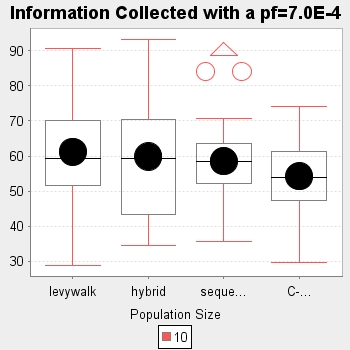 Information Collected with a pf=7.0E-4
90
80
70
60
50
40
30
levywalk hybrid seque... C-...
Population Size
10